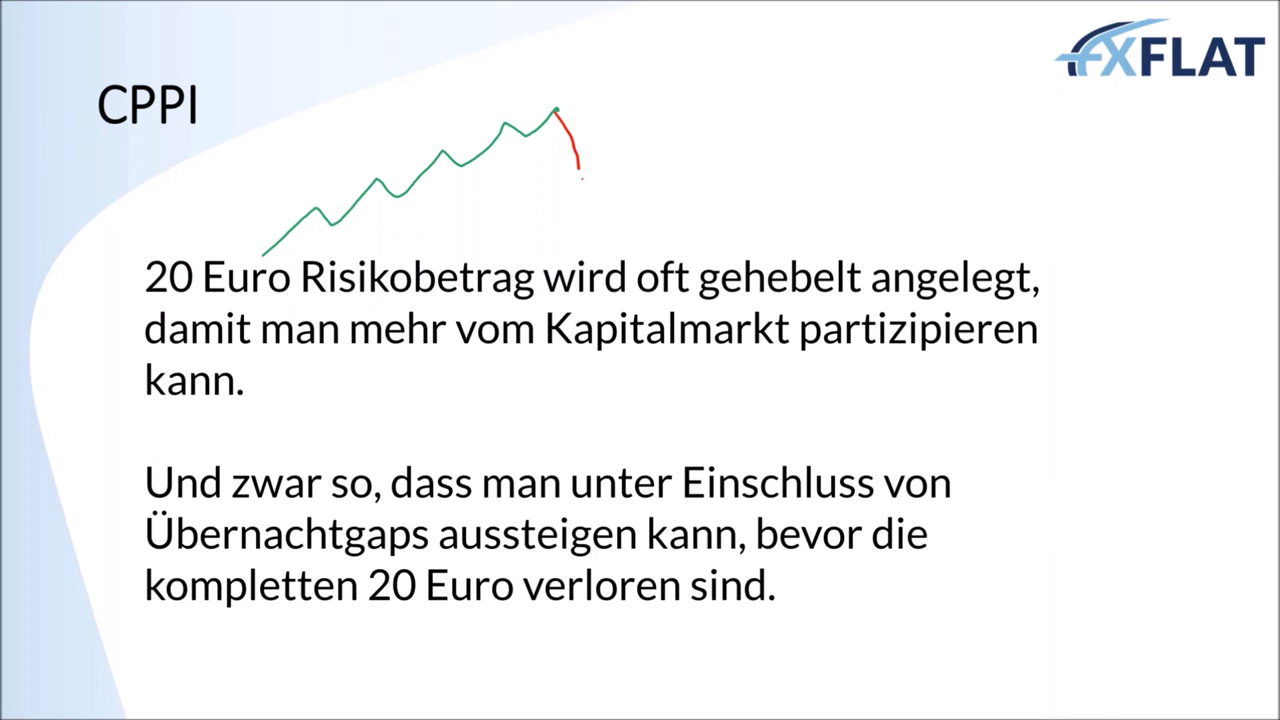 FXFLAT
CPPI
20 Euro Risikobetrag wird oft gehebelt angelegt,
damit man mehr vom Kapitalmarkt partizipieren
kann.
Und zwar so, dass man unter Einschluss von
Übernachtgaps aussteigen kann, bevor die
kompletten 20 Euro verloren sind.